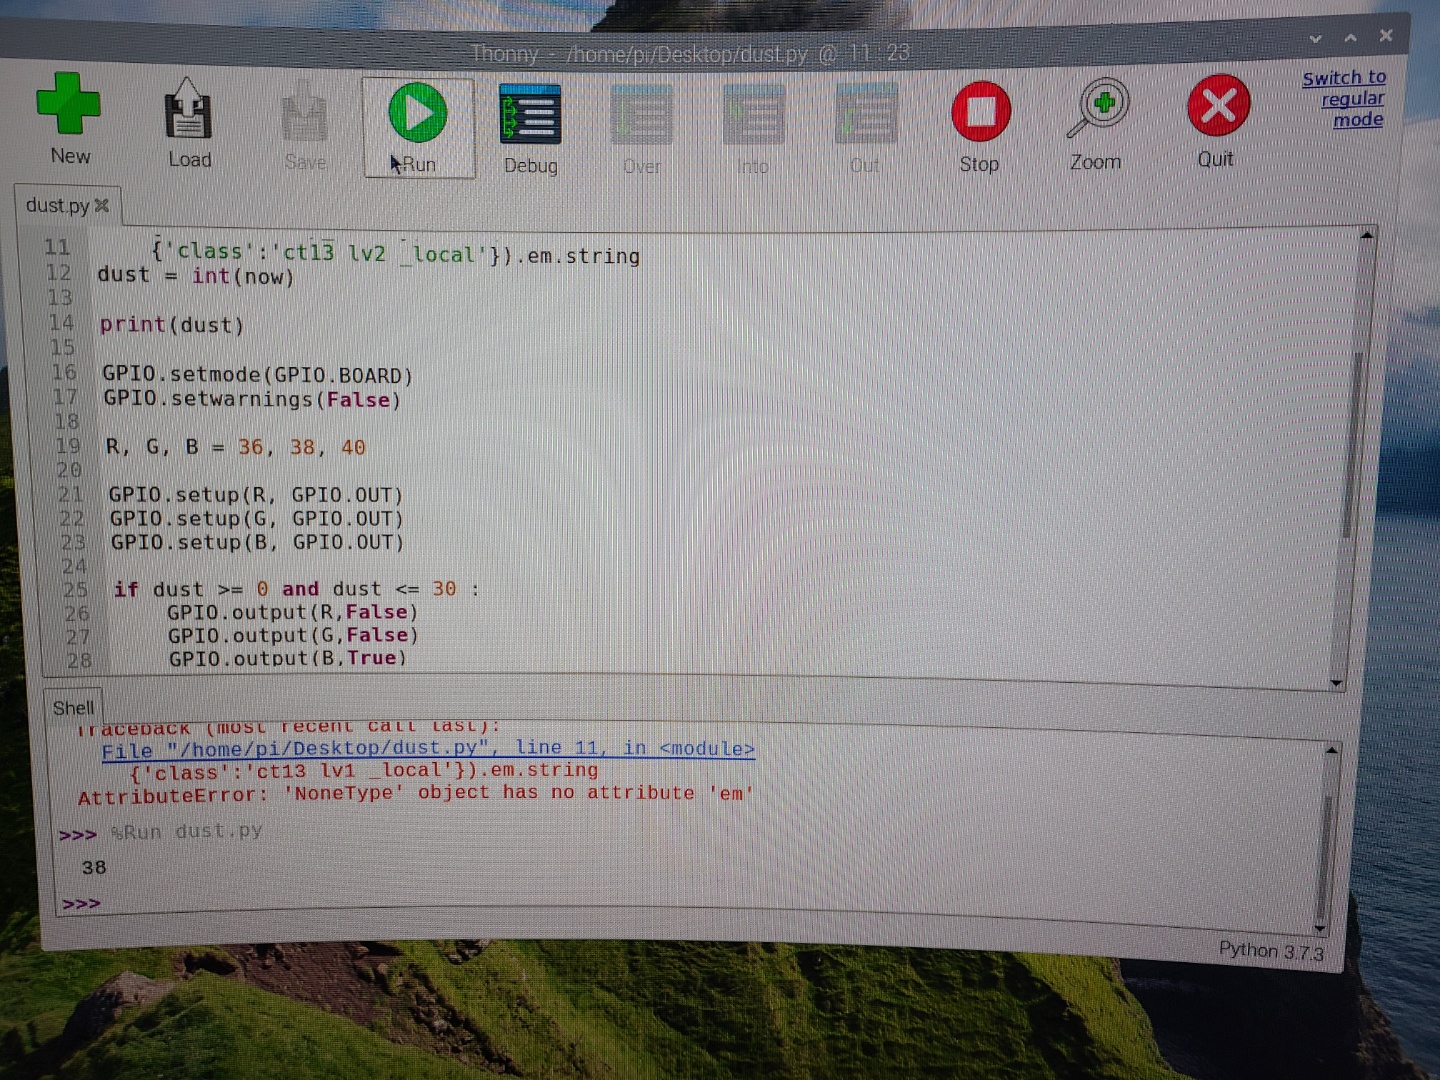 Thonny - /home/pi/Desktop/dust.py @ 11:23
New
Load
Save
Run
Debug
Over
Into
Out
Stop
Zoom
Quit
Switch to
regular
mode
dust.py
11 {'class':'ct13 lv2 _local'}).em.string
12 dust = int(now)
13
14 print(dust)
15
16 GPIO.setmode(GPIO.BOARD)
17 GPIO.setwarnings(False)
18
19 R, G, B = 36, 38, 40
20
21 GPIO.setup(R, GPIO.OUT)
22 GPIO.setup(G, GPIO.OUT)
23 GPIO.setup(B, GPIO.OUT)
24
25 if dust >= 0 and dust <= 30 :
26 GPIO.output(R,False)
27 GPIO.output(G,False)
28 GPIO.output(B,True)
Shell
Traceback (most recent call last):
File "/home/pi/Desktop/dust.py", line 11, in <module>
{'class':'ct13 lv1 _local'}).em.string
AttributeError: 'NoneType' object has no attribute 'em'
>>> %Run dust.py
38
>>>
Python 3.7.3